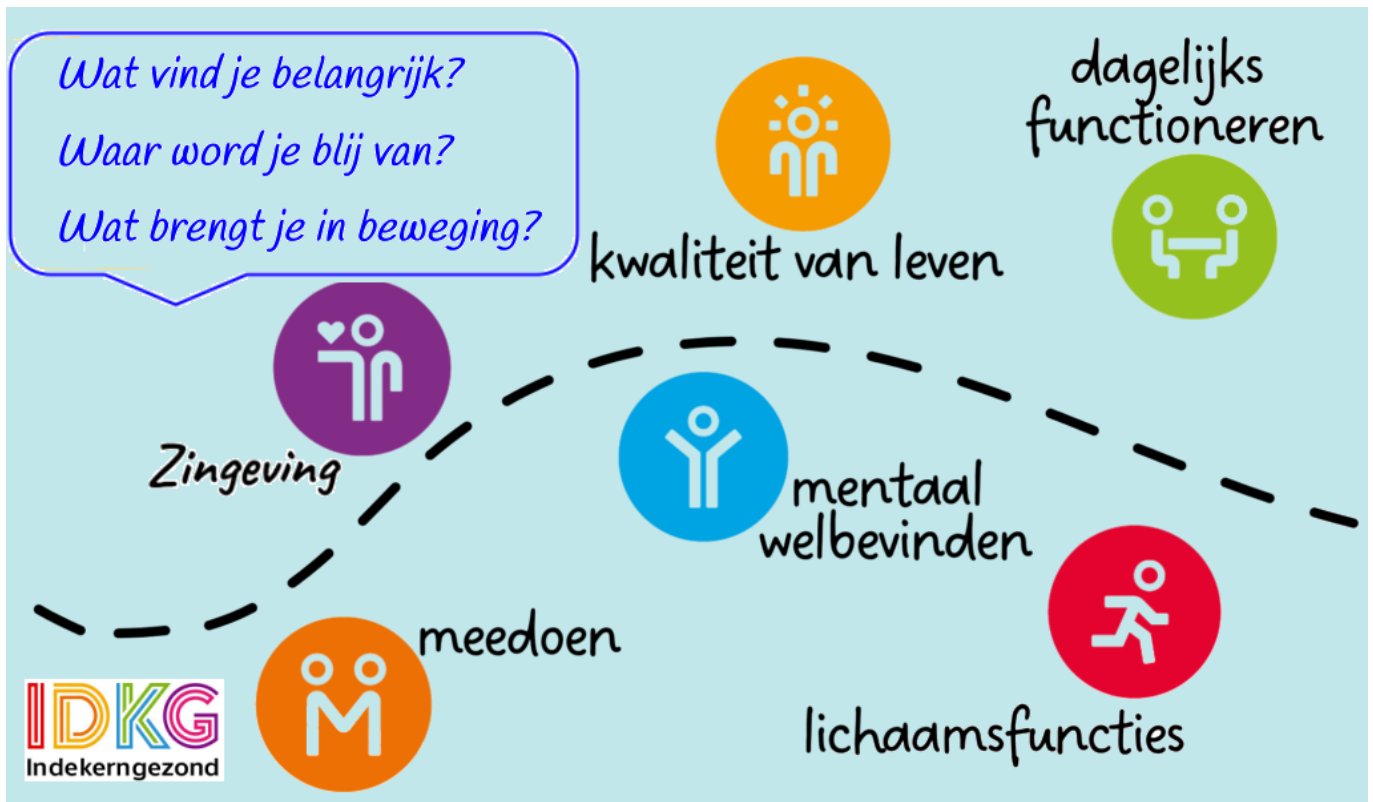 Wat vind je belangrijk?
Waar word je blij van?
Wat brengt je in beweging?
dagelijks
functioneren
kwaliteit van leven
Zingeving
mentaal
welbevinden
meedoen
lichaamsfuncties
IDKG
Indekerngezond